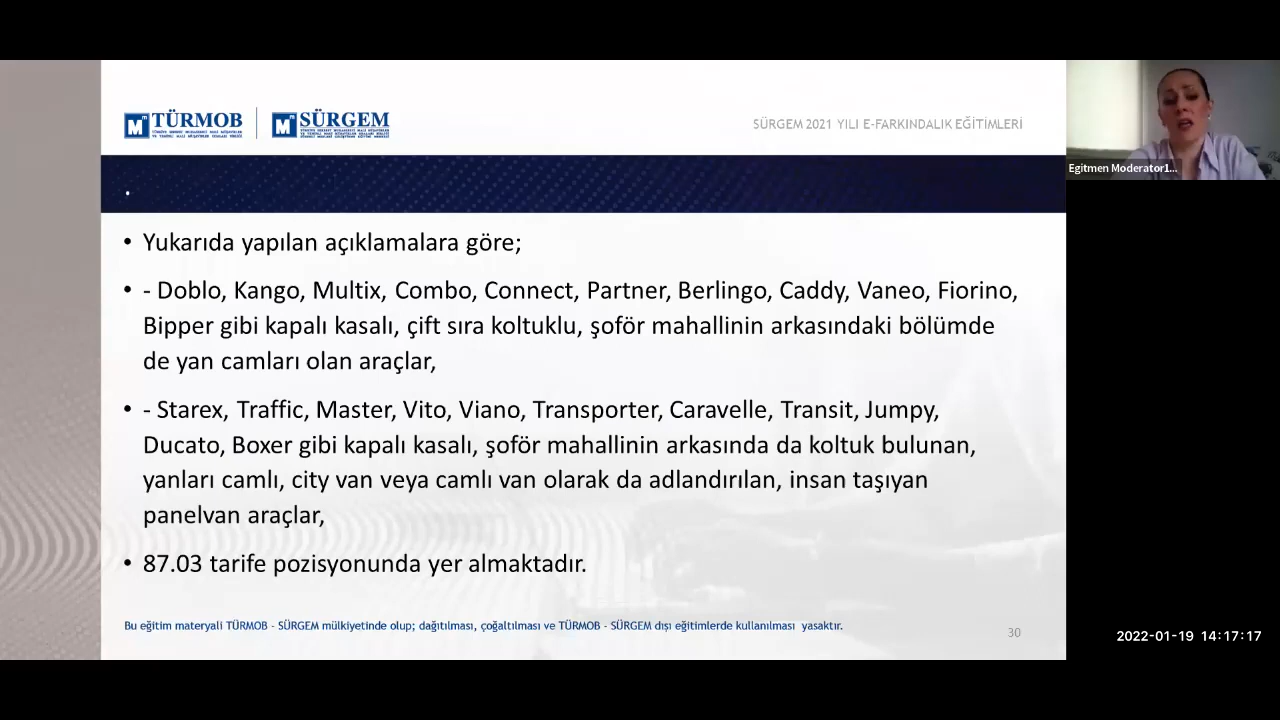 TÜRMOB
SÜRGEM
SÜRGEM 2021 YILI E-FARKINDALIK EĞİTİMLERİ
Egitmen Moderator1...
.
• Yukarıda yapılan açıklamalara göre;
• - Doblo, Kango, Multix, Combo, Connect, Partner, Berlingo, Caddy, Vaneo, Fiorino,
Bipper gibi kapalı kasalı, çift sıra koltuklu, şoför mahallinin arkasındaki bölümde
de yan camları olan araçlar,
• - Starex, Traffic, Master, Vito, Viano, Transporter, Caravelle, Transit, Jumpy,
Ducato, Boxer gibi kapalı kasalı, şoför mahallinin arkasında da koltuk bulunan,
yanları camlı, city van veya camlı van olarak da adlandırılan, insan taşıyan
panelvan araçlar,
• 87.03 tarife pozisyonunda yer almaktadır.
Bu eğitim materyali TÜRMOB - SÜRGEM mülkiyetinde olup; dağıtılması, çoğaltılması ve TÜRMOB - SÜRGEM dışı eğitimlerde kullanılması yasaktır.
30
2022-01-19 14:17:17